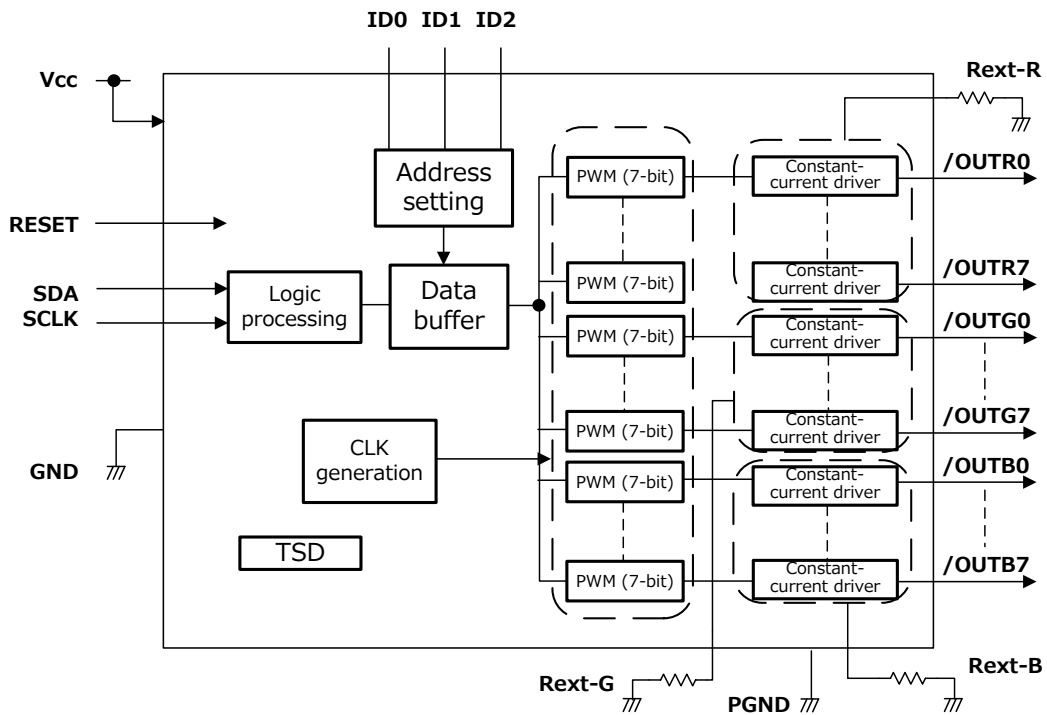 ID0 ID1 ID2
Vcc
Rext-R
Address
setting
PWM (7-bit)
Constant-
current driver
/OUTR0
RESET
SDA
SCLK
Logic
processing
Data
buffer
PWM (7-bit)
Constant-
current driver
/OUTR7
PWM (7-bit)
Constant-
current driver
/OUTG0
PWM (7-bit)
Constant-
current driver
/OUTG7
GND
CLK
generation
PWM (7-bit)
Constant-
current driver
/OUTB0
TSD
PWM (7-bit)
Constant-
current driver
/OUTB7
Rext-G
PGND
Rext-B